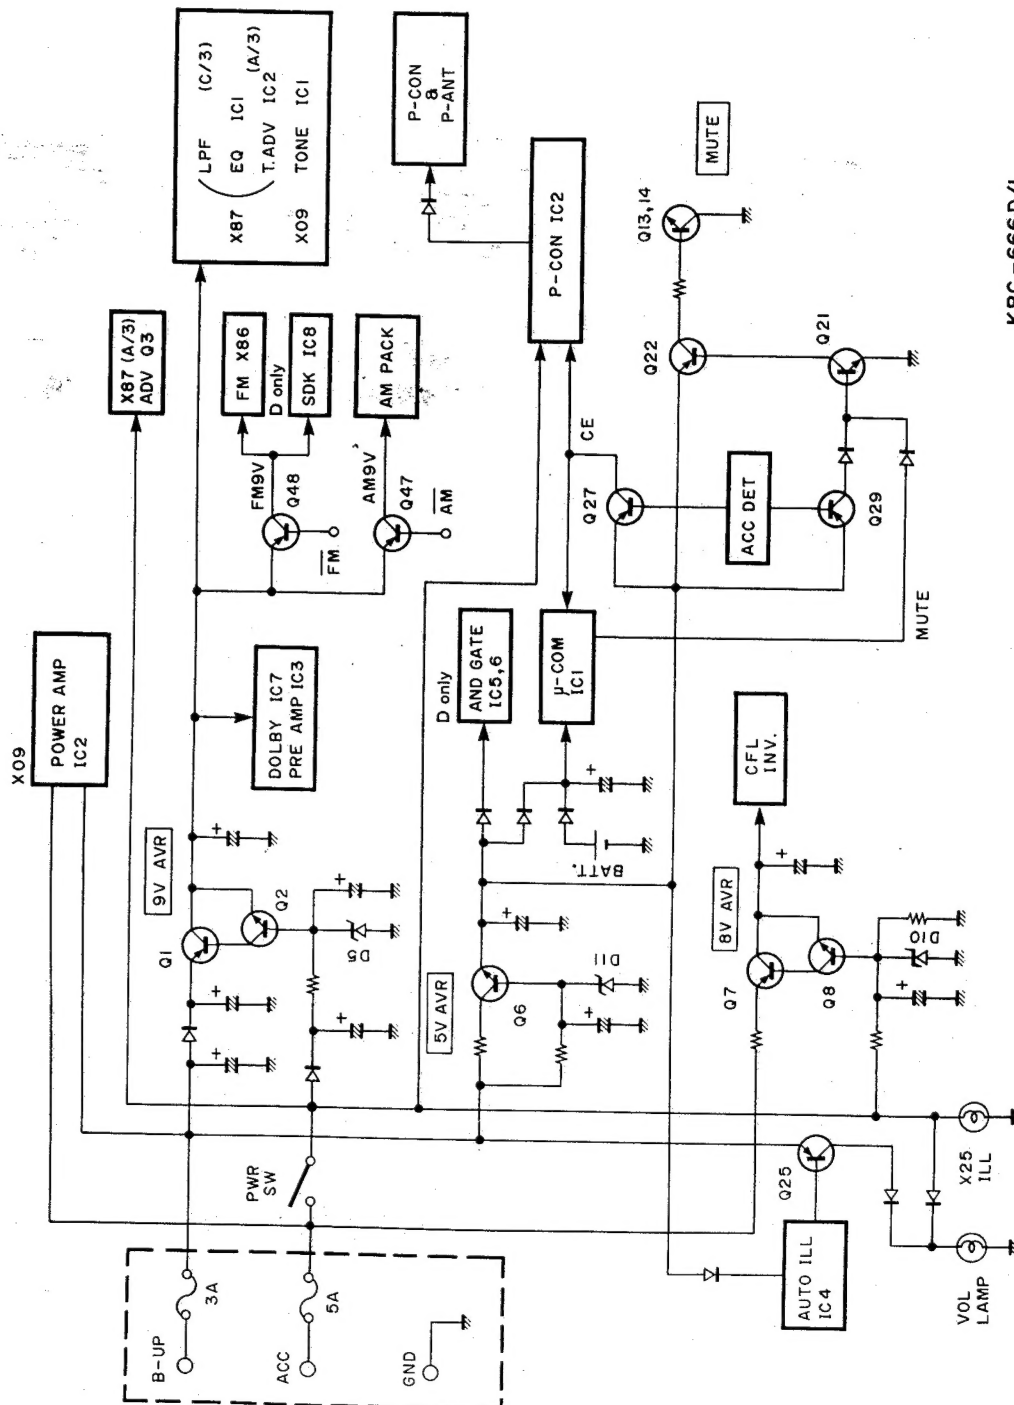 X87
LPF (C/3)
EQ IC1
T.ADV IC2 (A/3)
X09 TONE IC1
P-CON
&
P-ANT
X87 (A/3)
ADV Q3
FM X86
D only
SDK IC8
AM PACK
P-CON IC2
MUTE
Q13,14
FM9V
Q48
FM
AM9V
Q47
AM
CE
Q22
Q21
Q27
ACC DET
Q29
X09
POWER AMP
IC2
DOLBY IC7
PRE AMP IC3
D only
AND GATE
IC5,6
μ-COM
IC1
MUTE
9V AVR
Q1
Q2
+
+
+
+
+
D5
5V AVR
Q6
+
+
D11
+
BATT.
CFL
INV.
8V AVR
Q7
Q8
+
+
D10
PWR
SW
B-UP
3A
ACC
5A
GND
Q25
AUTO ILL
IC4
X25
ILL
VOL
LAMP